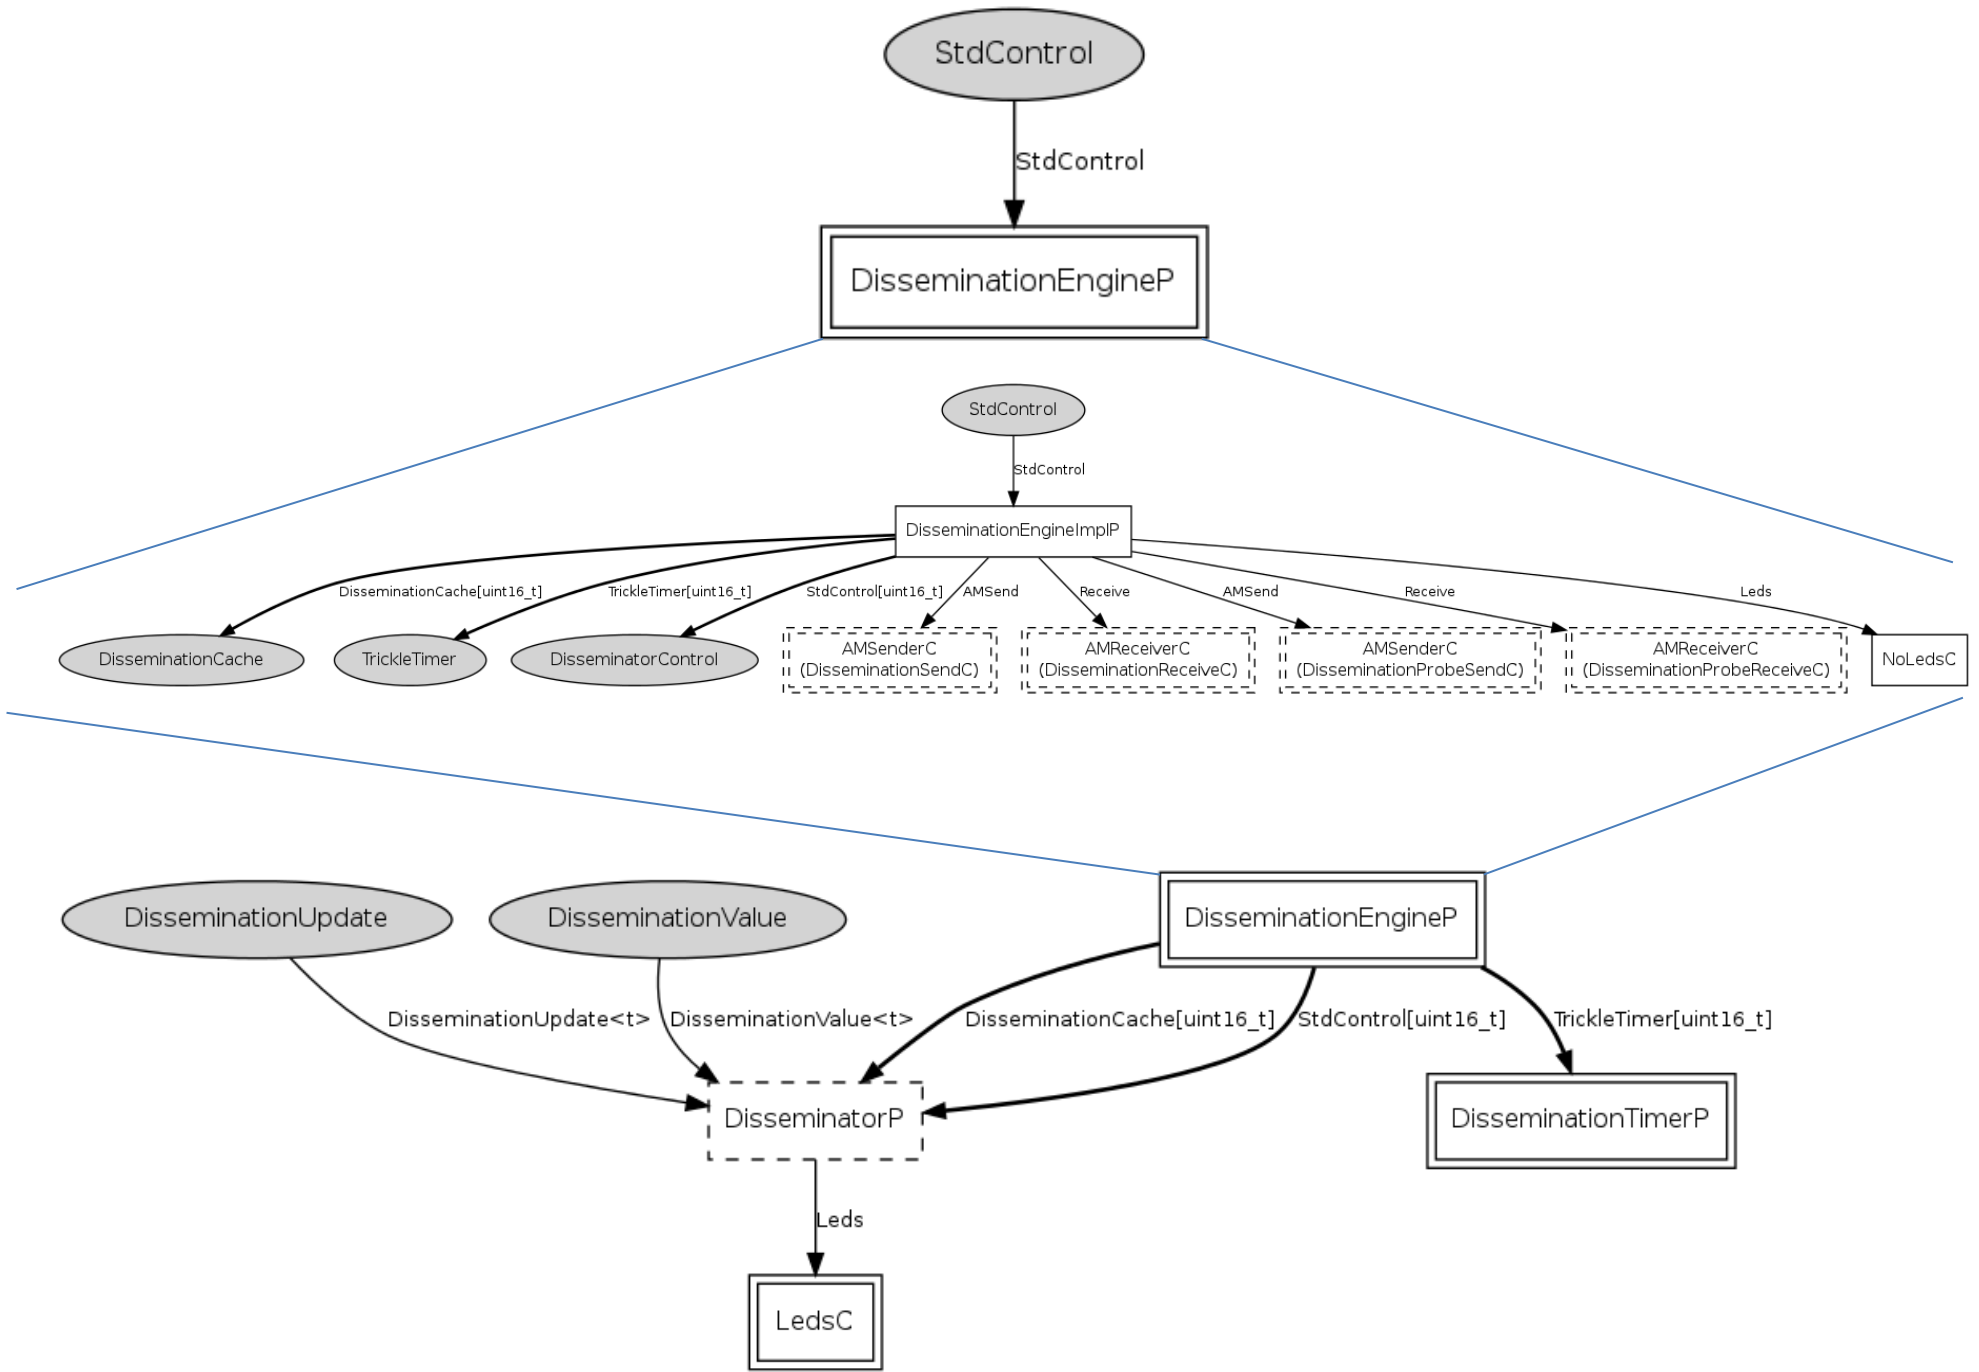 StdControl
StdControl
DisseminationEngineP
StdControl
StdControl
DisseminationEngineImplP
DisseminationCache[uint16_t]
TrickleTimer[uint16_t]
StdControl[uint16_t]
AMSend
Receive
AMSend
Receive
Leds
DisseminationCache
TrickleTimer
DisseminatorControl
AMSenderC
(DisseminationSendC)
AMReceiverC
(DisseminationReceiveC)
AMSenderC
(DisseminationProbeSendC)
AMReceiverC
(DisseminationProbeReceiveC)
NoLedsC
DisseminationUpdate
DisseminationValue
DisseminationEngineP
DisseminationUpdate<t>
DisseminationValue<t>
DisseminationCache[uint16_t]
StdControl[uint16_t]
TrickleTimer[uint16_t]
DisseminatorP
DisseminationTimerP
Leds
LedsC